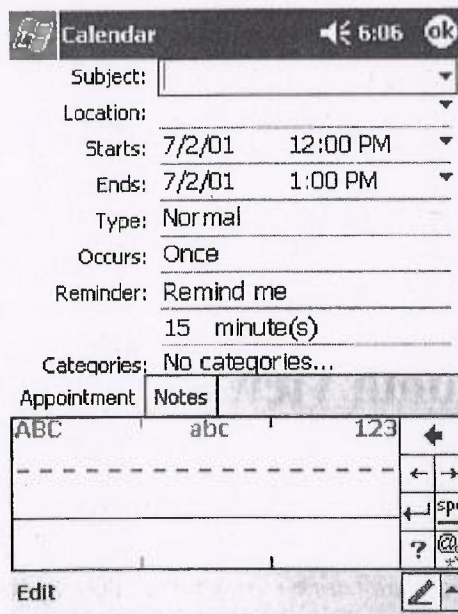 Calendar 6:06 ok
Subject:
Location:
Starts: 7/2/01 12:00 PM
Ends: 7/2/01 1:00 PM
Type: Normal
Occurs: Once
Reminder: Remind me
15 minute(s)
Categories: No categories...
Appointment Notes
ABC abc 123
? @
Edit